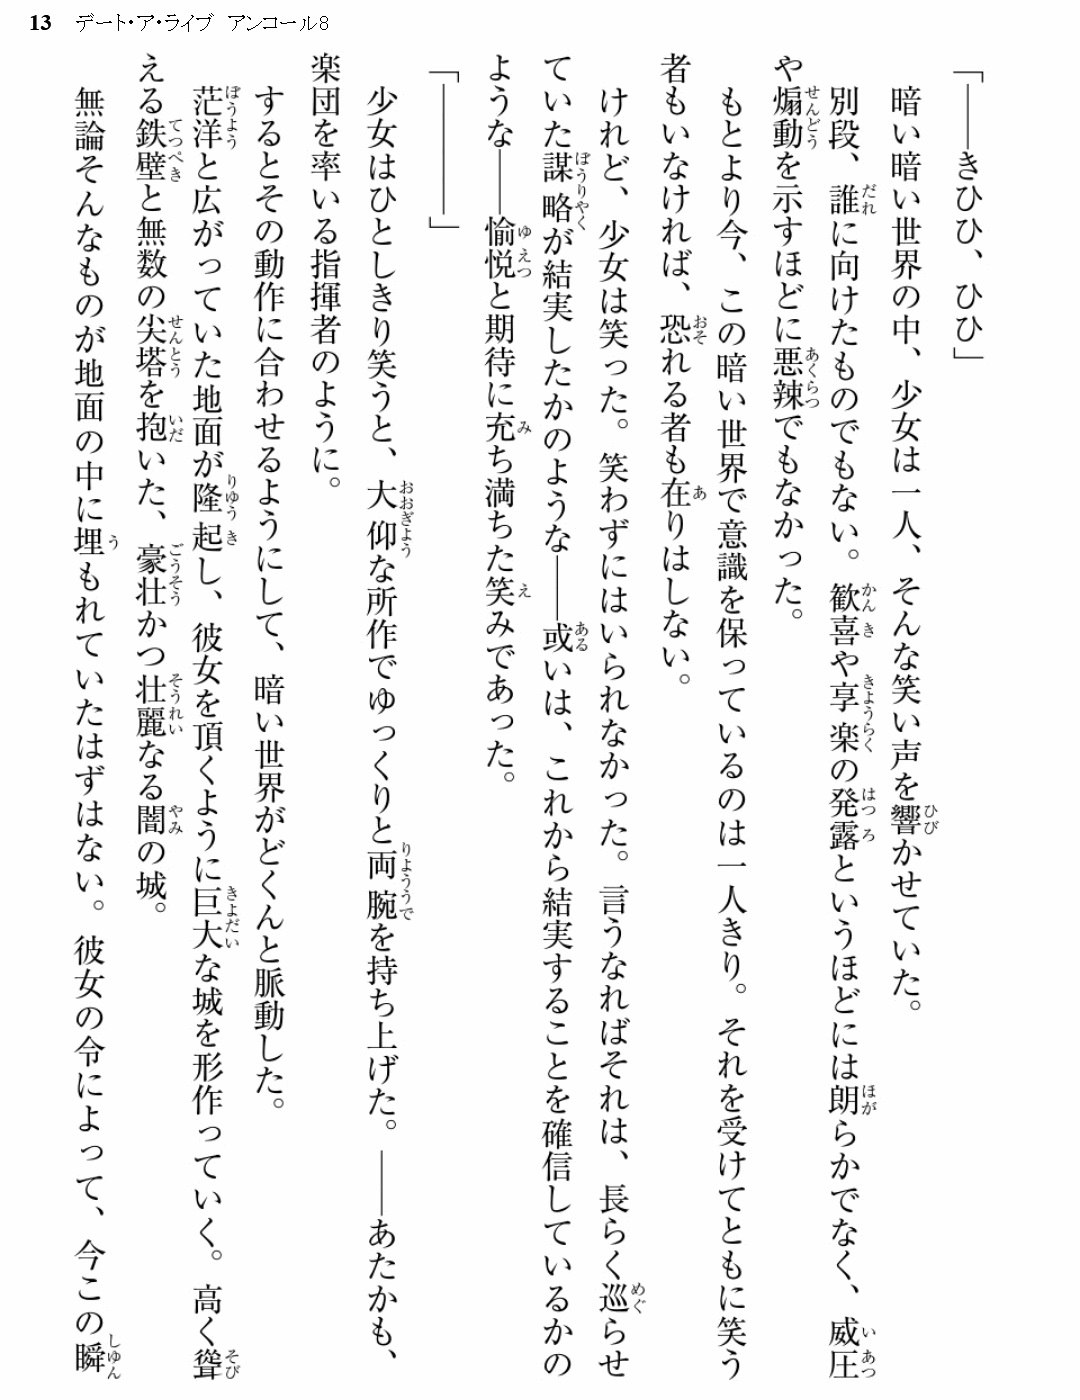 13 デート・ア・ライブ アンコール8
「――きひひ、ひひ」
暗い暗い世界の中、少女は一人、そんな笑い声を響かせていた。
別段、誰に向けたものでもない。歓喜や享楽の発露というほどには朗らかでなく、威圧
や煽動を示すほどに悪辣でもなかった。
もとより今、この暗い世界で意識を保っているのは一人きり。それを受けてともに笑う
者もいなければ、恐れる者も在りはしない。
けれど、少女は笑った。笑わずにはいられなかった。言うなればそれは、長らく巡らせ
ていた謀略が結実したかのような――或いは、これから結実することを確信しているかの
ような――愉悦と期待に充ち満ちた笑みであった。
「――――」
少女はひとしきり笑うと、大仰な所作でゆっくりと両腕を持ち上げた。――あたかも、
楽団を率いる指揮者のように。
するとその動作に合わせるようにして、暗い世界がどくんと脈動した。
茫洋と広がっていた地面が隆起し、彼女を頂くように巨大な城を形作っていく。高く聳
える鉄壁と無数の尖塔を抱いた、豪壮かつ壮麗なる闇の城。
無論そんなものが地面の中に埋もれていたはずはない。彼女の令によって、今この瞬